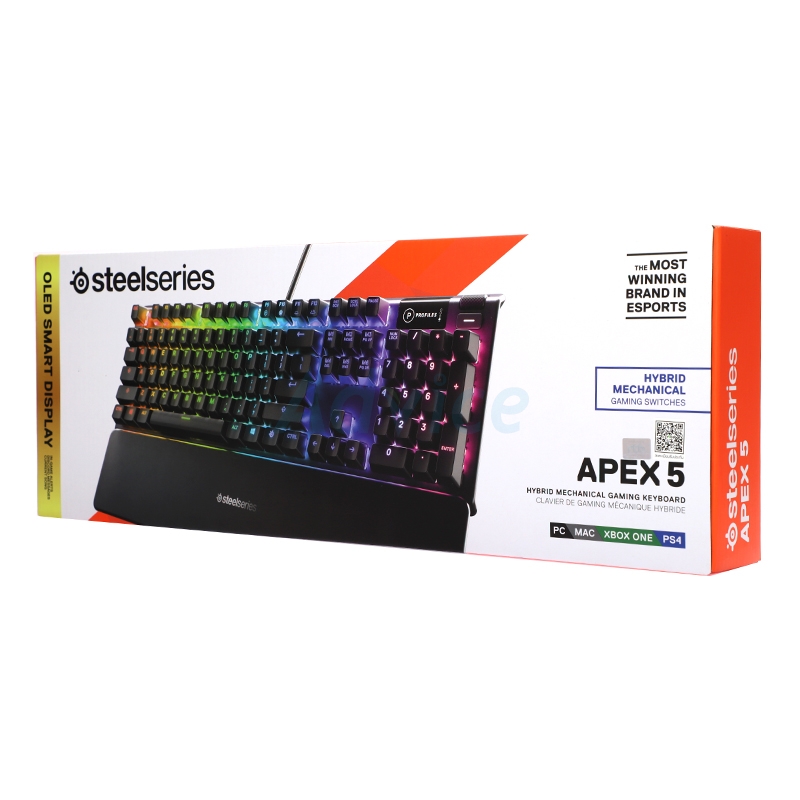 OLED SMART DISPLAY
steelseries
THE MOST
WINNING
BRAND IN
ESPORTS
HYBRID
MECHANICAL
GAMING SWITCHES
P PROFILES
steelseries
APEX 5
HYBRID MECHANICAL GAMING KEYBOARD
CLAVIER DE GAMING MÉCANIQUE HYBRIDE
PC MAC XBOX ONE PS4
steelseries
APEX 5